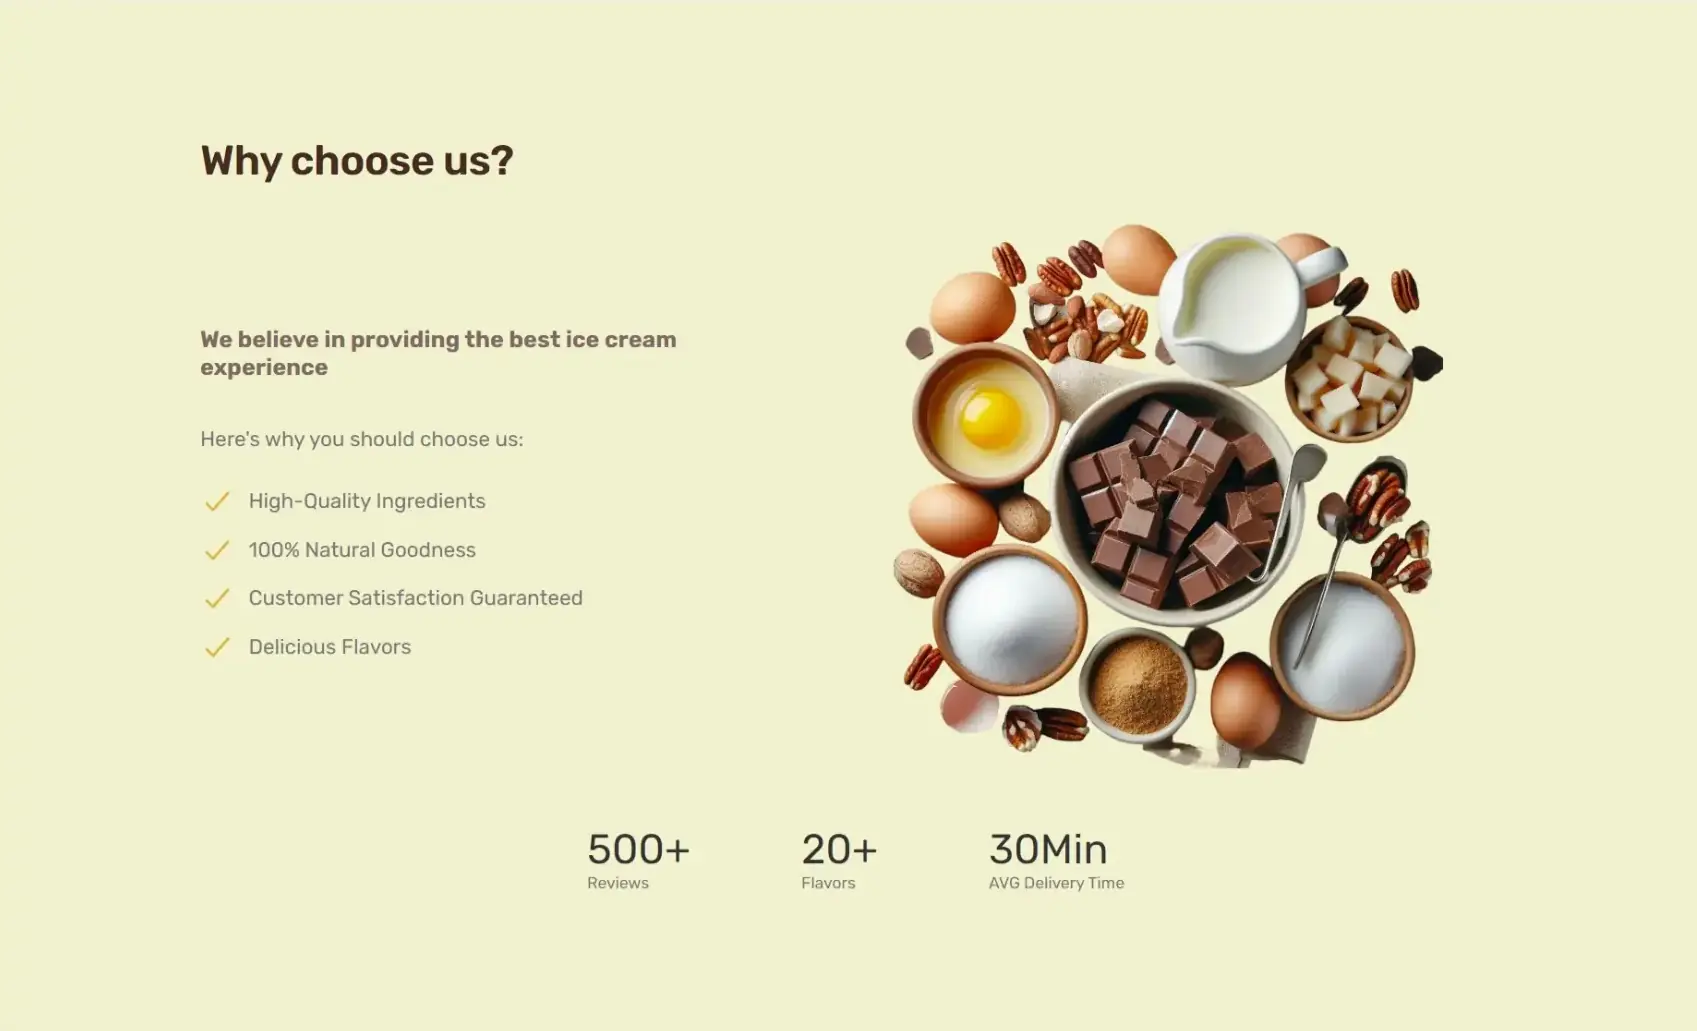 Why choose us?
We believe in providing the best ice cream
experience
Here's why you should choose us:
High-Quality Ingredients
100% Natural Goodness
Customer Satisfaction Guaranteed
Delicious Flavors
500+
Reviews
20+
Flavors
30Min
AVG Delivery Time